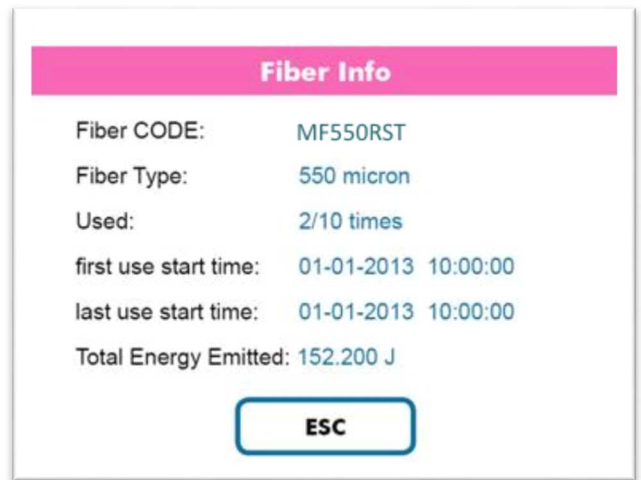 Fiber Info
Fiber CODE: MF550RST
Fiber Type: 550 micron
Used: 2/10 times
first use start time: 01-01-2013 10:00:00
last use start time: 01-01-2013 10:00:00
Total Energy Emitted: 152.200 J
ESC